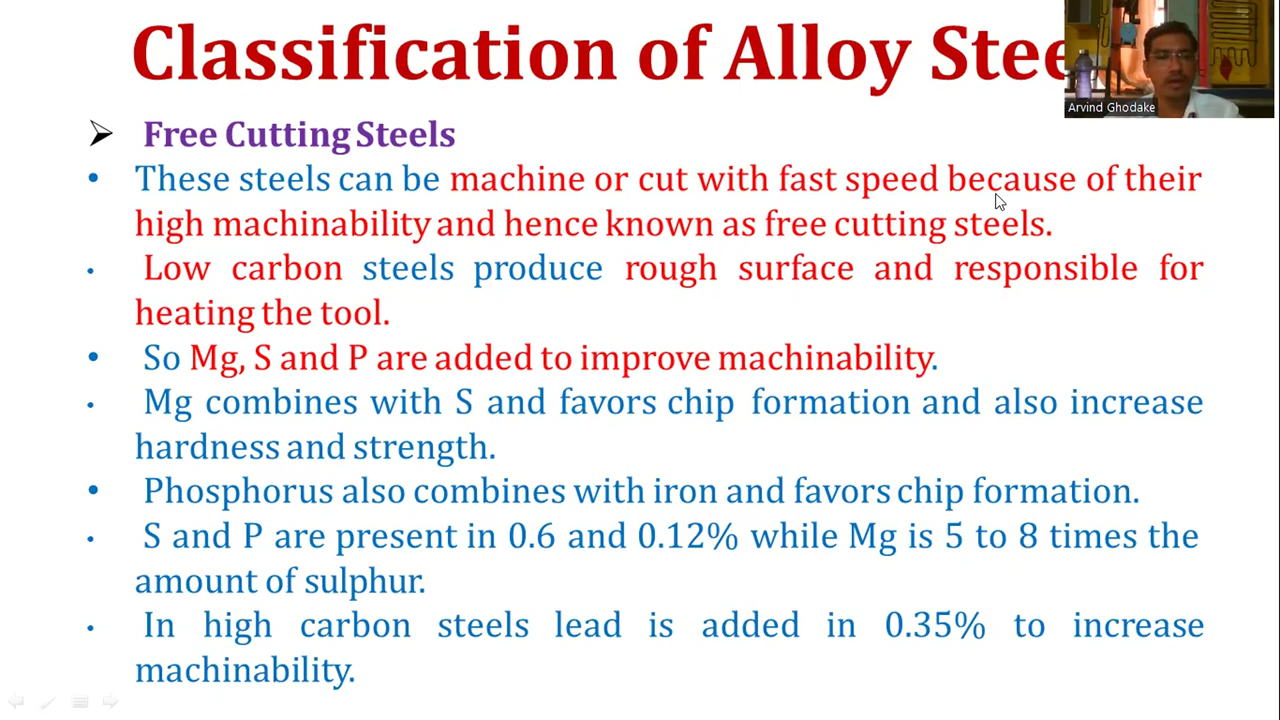 Classification of Alloy Stee
Arvind Ghodake
➢ Free Cutting Steels
• These steels can be machine or cut with fast speed because of their
high machinability and hence known as free cutting steels.
• Low carbon steels produce rough surface and responsible for
heating the tool.
• So Mg, S and P are added to improve machinability.
• Mg combines with S and favors chip formation and also increase
hardness and strength.
• Phosphorus also combines with iron and favors chip formation.
• S and P are present in 0.6 and 0.12% while Mg is 5 to 8 times the
amount of sulphur.
• In high carbon steels lead is added in 0.35% to increase
machinability.